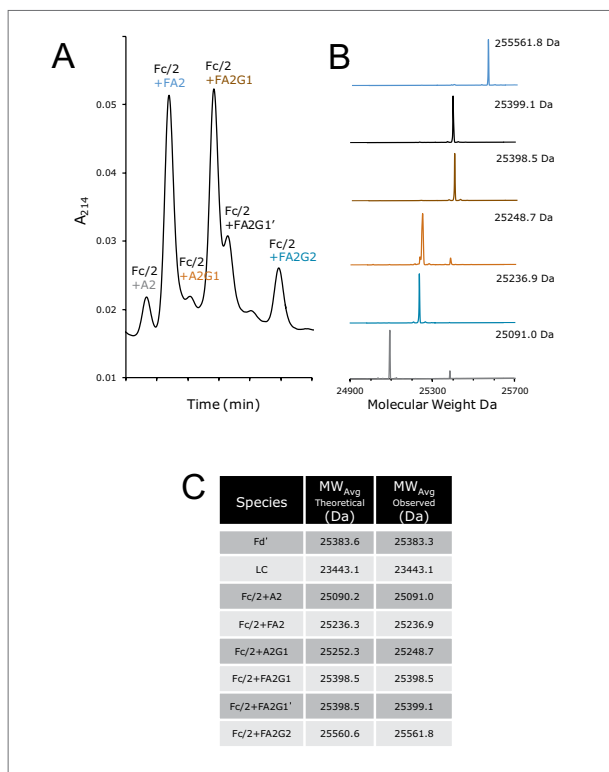 A
B
Fc/2
+FA2
Fc/2
+FA2G1
Fc/2
+FA2G1’
Fc/2
+A2G1
Fc/2
+FA2G2
Fc/2
+A2
0.05
0.04
0.03
0.02
0.01
A214
Time (min)
255561.8 Da
25399.1 Da
25398.5 Da
25248.7 Da
25236.9 Da
25091.0 Da
24900 25300 25700
Molecular Weight Da
C
Species MWAvg Theoretical (Da) MWAvg Observed (Da)
Fd’ 25383.6 25383.3
LC 23443.1 23443.1
Fc/2+A2 25090.2 25091.0
Fc/2+FA2 25236.3 25236.9
Fc/2+A2G1 25252.3 25248.7
Fc/2+FA2G1 25398.5 25398.5
Fc/2+FA2G1’ 25398.5 25399.1
Fc/2+FA2G2 25560.6 25561.8